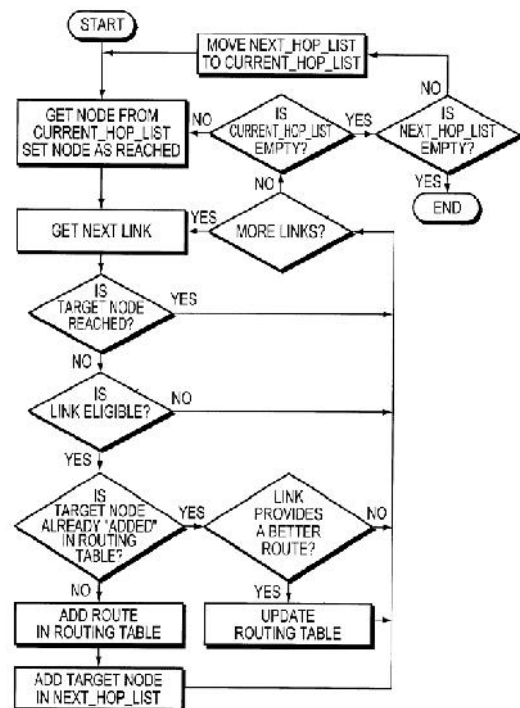 START
MOVE NEXT_HOP_LIST
TO CURRENT_HOP_LIST
NO
GET NODE FROM
CURRENT_HOP_LIST
SET NODE AS REACHED
NO
IS
CURRENT_HOP_LIST
EMPTY?
YES
IS
NEXT_HOP_LIST
EMPTY?
NO
YES
END
GET NEXT LINK
YES
MORE LINKS?
IS
TARGET NODE
REACHED?
YES
NO
IS
LINK ELIGIBLE?
NO
YES
IS
TARGET NODE
ALREADY "ADDED"
IN ROUTING
TABLE?
YES
LINK
PROVIDES
A BETTER
ROUTE?
NO
NO
YES
ADD ROUTE
IN ROUTING TABLE
UPDATE
ROUTING TABLE
ADD TARGET NODE
IN NEXT_HOP_LIST